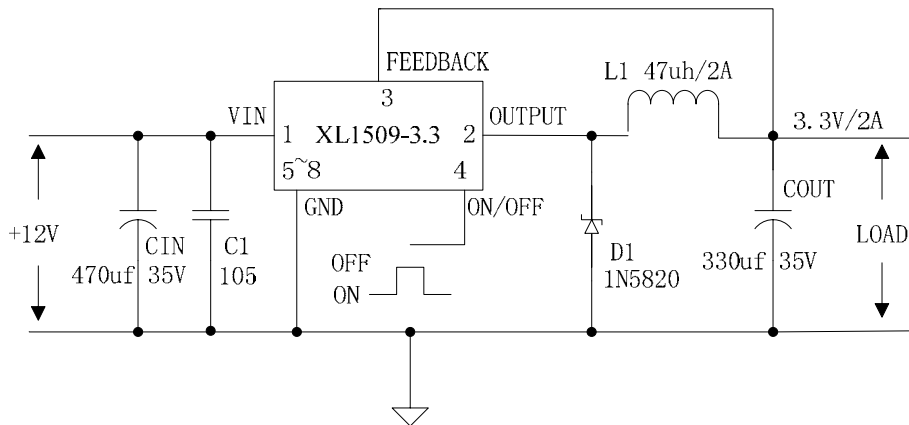 FEEDBACK
L1 47uh/2A
3
VIN
OUTPUT
1 XL1509-3.3 2
3.3V/2A
5~8 4
GND
ON/OFF
COUT
+12V
CIN
C1
OFF
D1
LOAD
470uf 35V
105
ON
1N5820
330uf 35V